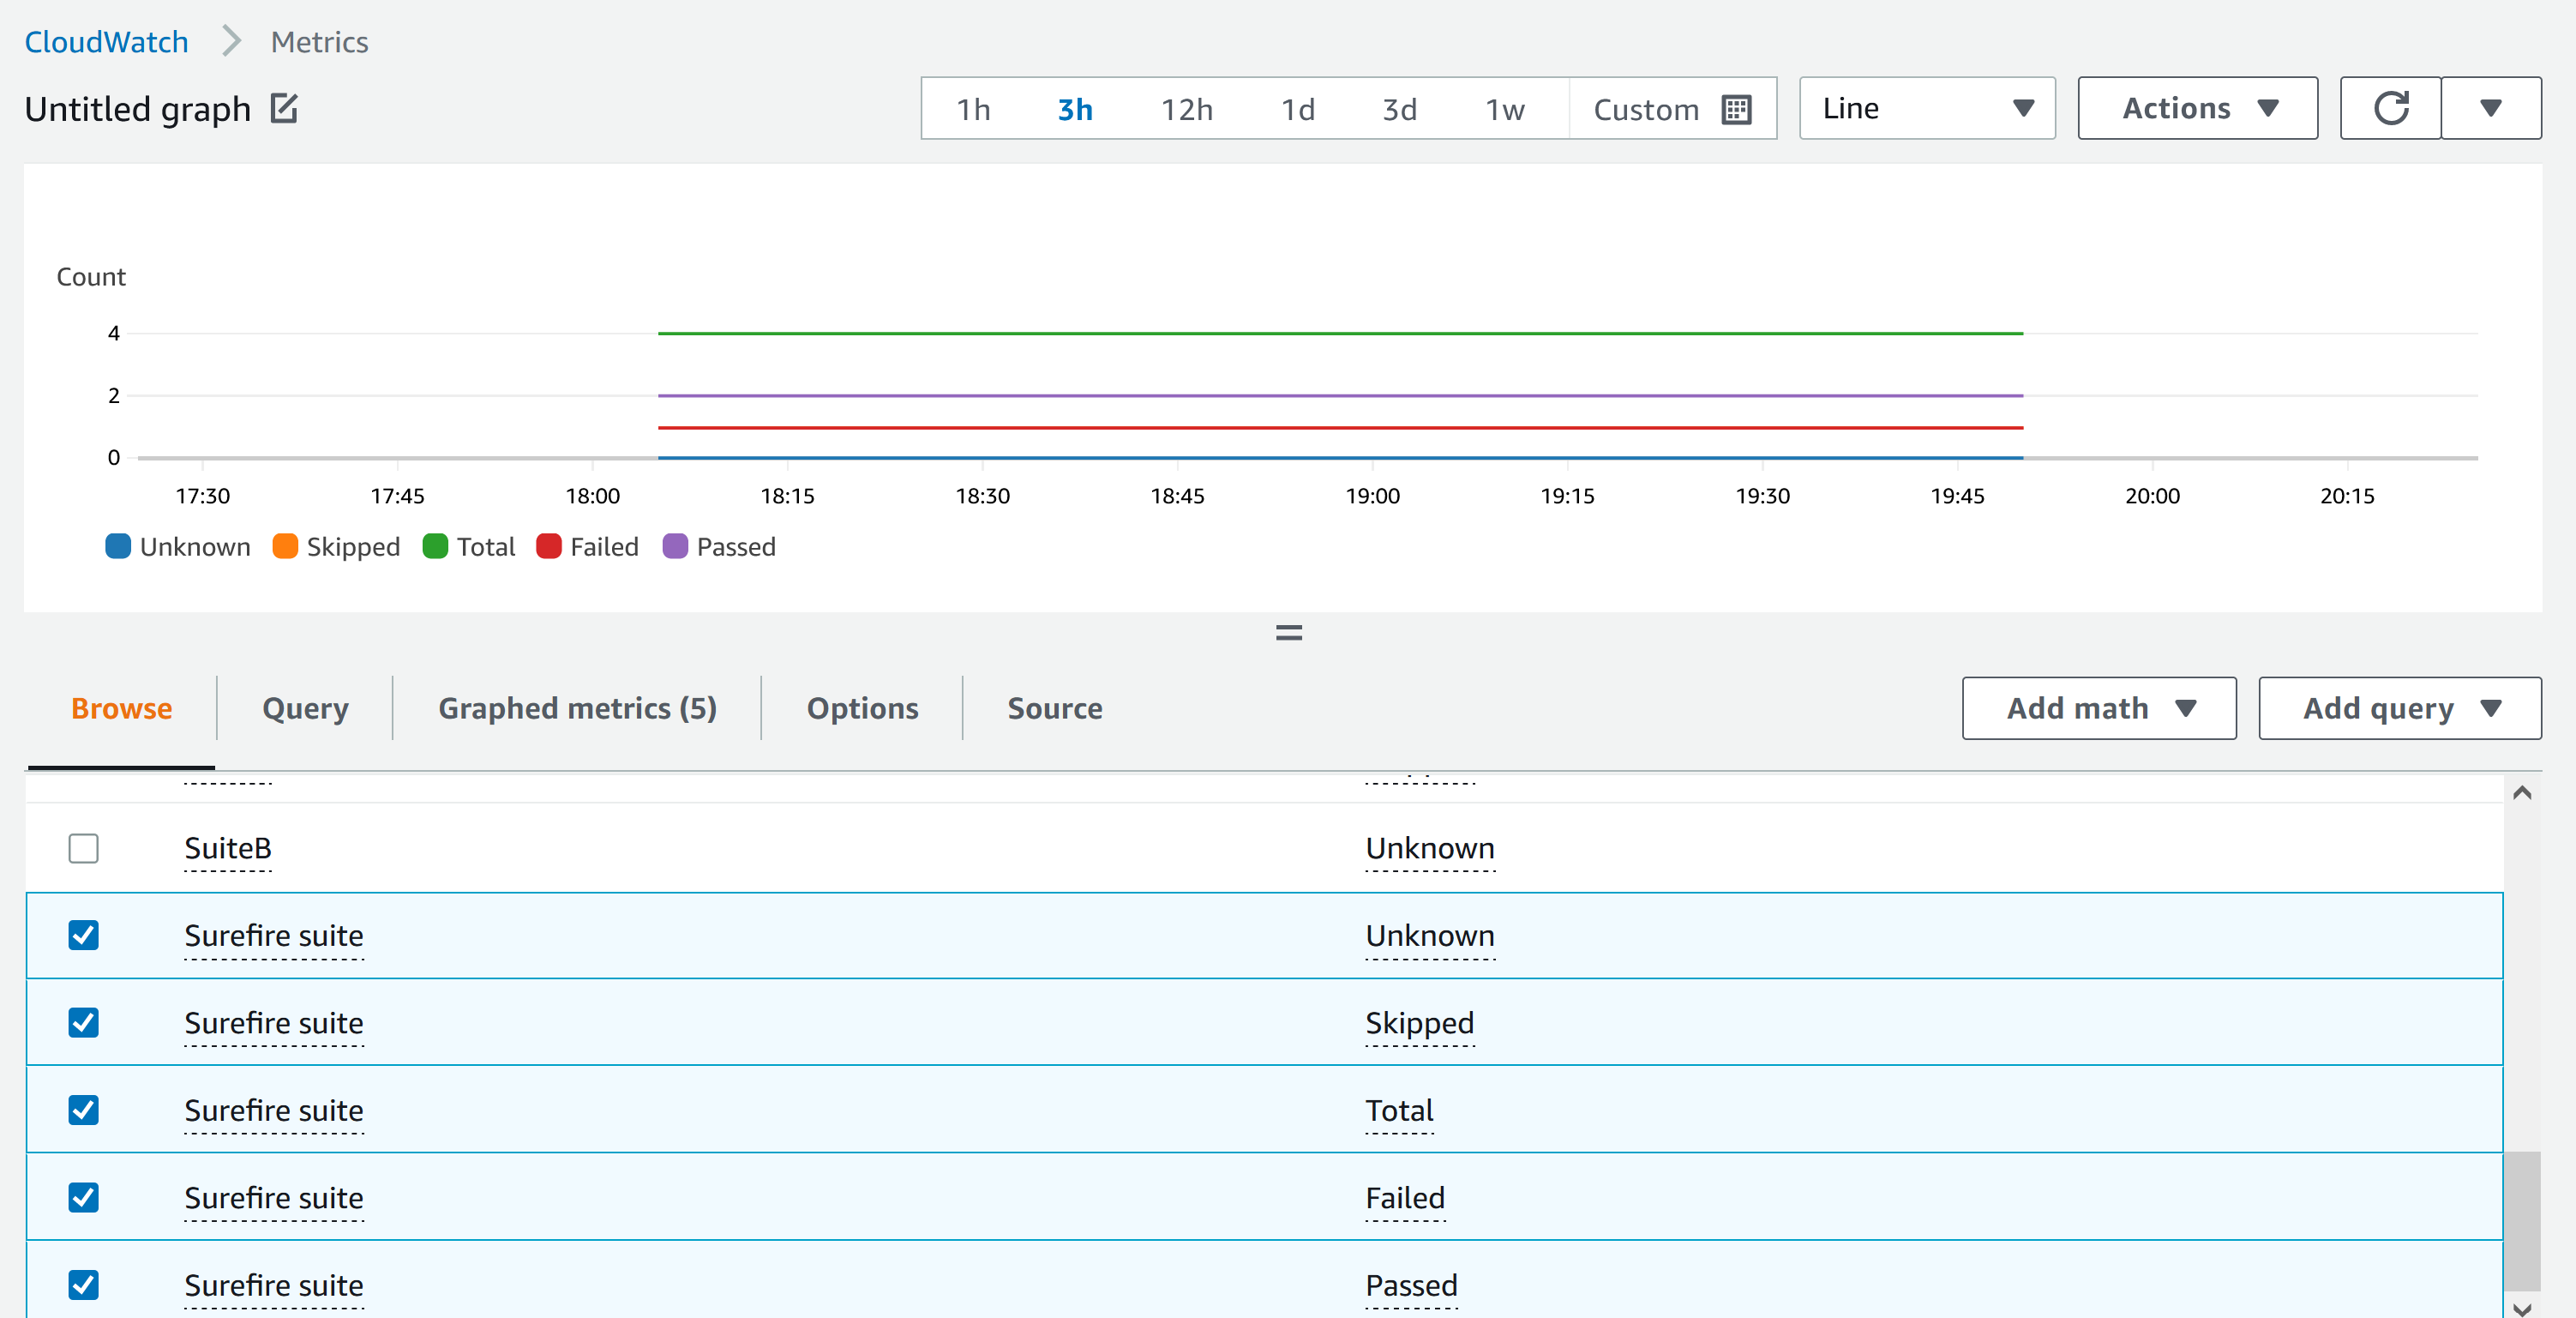 CloudWatch Metrics
Untitled graph 1h 3h 12h 1d 3d 1w Custom Line Actions
Count
4
2
0
17:30 17:45 18:00 18:15 18:30 18:45 19:00 19:15 19:30 19:45 20:00 20:15
Unknown Skipped Total Failed Passed
Browse Query Graphed metrics (5) Options Source Add math Add query
SuiteB Unknown
Surefire suite Unknown
Surefire suite Skipped
Surefire suite Total
Surefire suite Failed
Surefire suite Passed